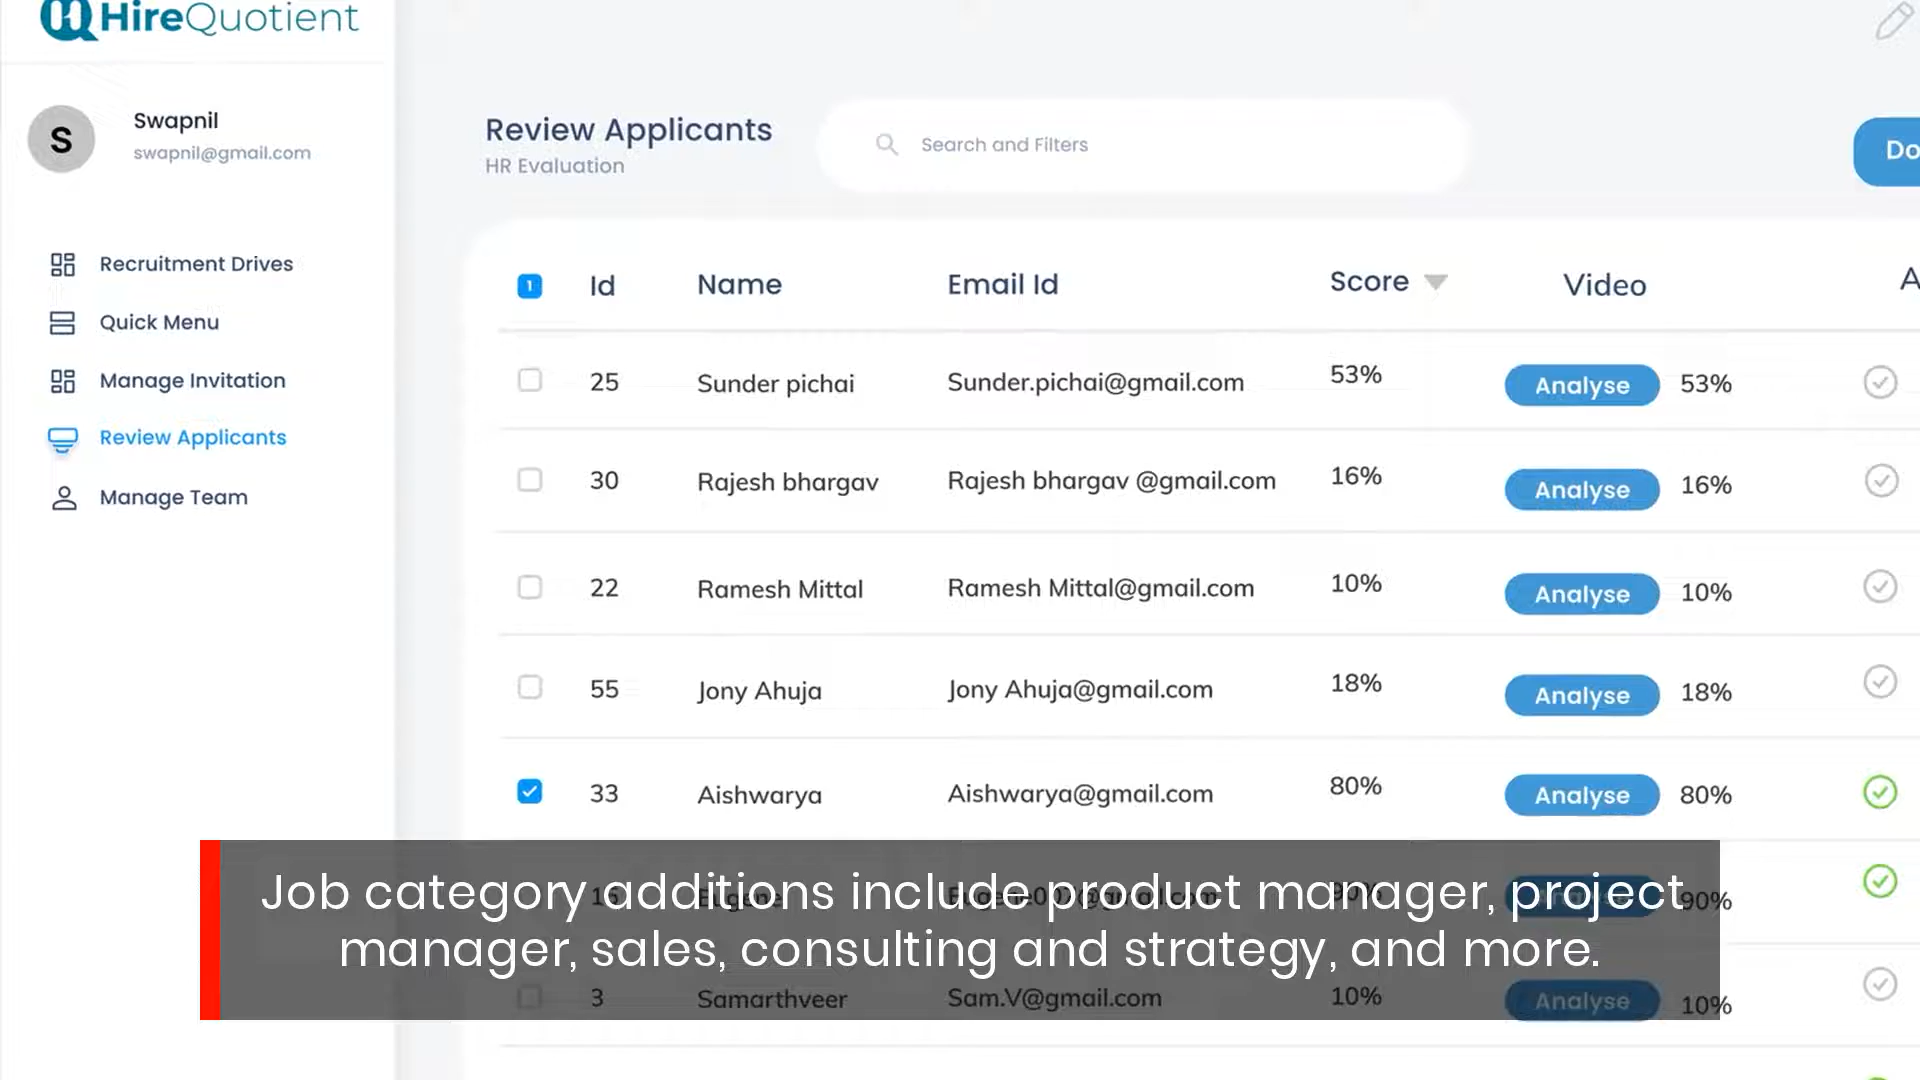 HireQuotient
S
Swapnil
swapnil@gmail.com
Recruitment Drives
Quick Menu
Manage Invitation
Review Applicants
Manage Team
Review Applicants
HR Evaluation
Search and Filters
Do
1 Id Name Email Id Score Video A
25 Sunder pichai Sunder.pichai@gmail.com 53% Analyse 53%
30 Rajesh bhargav Rajesh bhargav @gmail.com 16% Analyse 16%
22 Ramesh Mittal Ramesh Mittal@gmail.com 10% Analyse 10%
55 Jony Ahuja Jony Ahuja@gmail.com 18% Analyse 18%
33 Aishwarya Aishwarya@gmail.com 80% Analyse 80%
Eugene 90% 90%
3 Samarthveer Sam.V@gmail.com 10% Analyse 10%
Job category additions include product manager, project
manager, sales, consulting and strategy, and more.